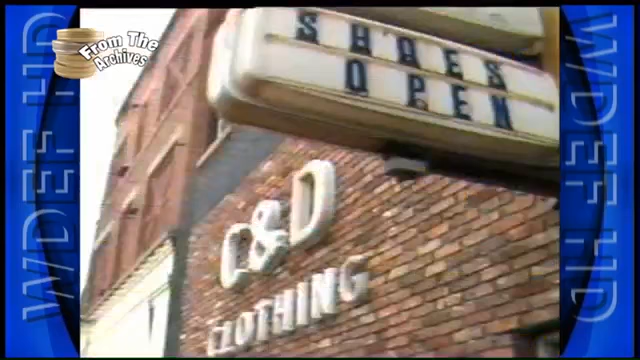 From The
Archives
SHOES
OPEN
C&D
CLOTHING
WDEF HD
WDEF HD